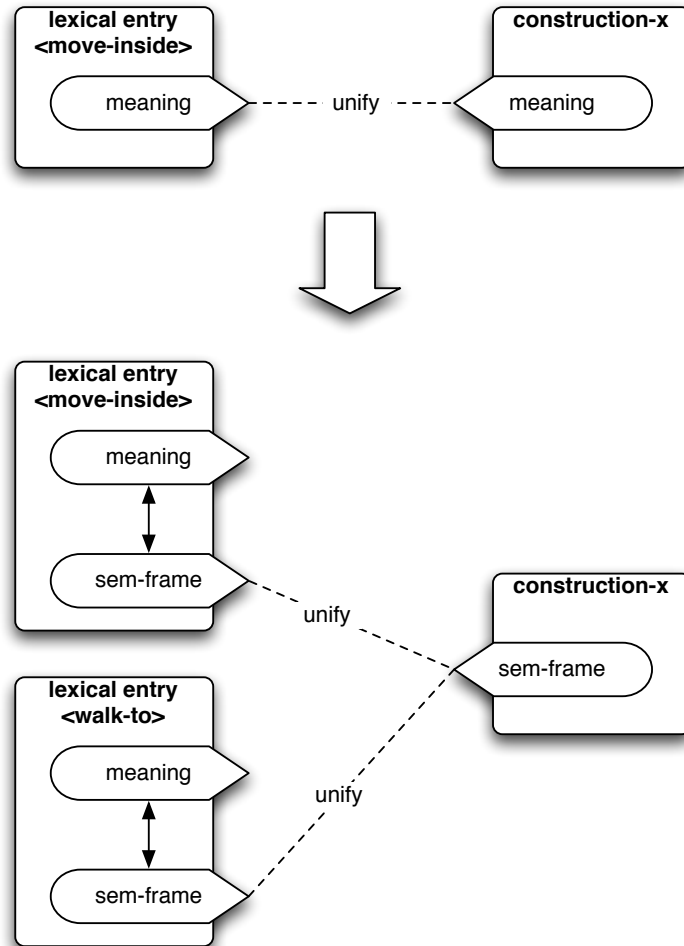 lexical entry
<move-inside>
meaning
unify
construction-x
meaning
lexical entry
<move-inside>
meaning
sem-frame
unify
construction-x
sem-frame
lexical entry
<walk-to>
meaning
unify
sem-frame